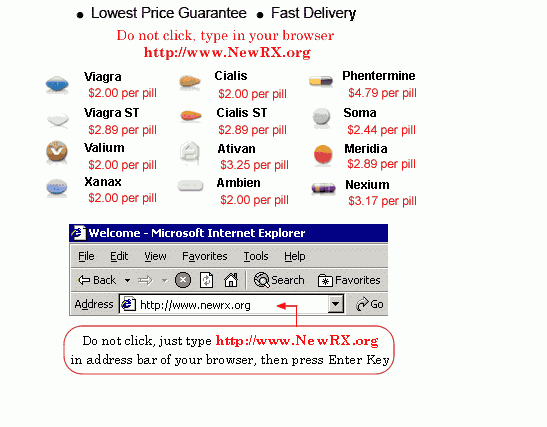 • Lowest Price Guarantee • Fast Delivery
Do not click, type in your browser
http://www.NewRX.org
Viagra Cialis Phentermine
$2.00 per pill $2.00 per pill $4.79 per pill
Viagra ST Cialis ST Soma
$2.89 per pill $2.89 per pill $2.44 per pill
Valium Ativan Meridia
$2.00 per pill $3.25 per pill $2.89 per pill
Xanax Ambien Nexium
$2.00 per pill $2.00 per pill $3.17 per pill
Welcome - Microsoft Internet Explorer
File Edit View Favorites Tools Help
Back Search Favorites
Address http://www.newrx.org Go
Do not click, just type http://www.NewRX.org
in address bar of your browser, then press Enter Key